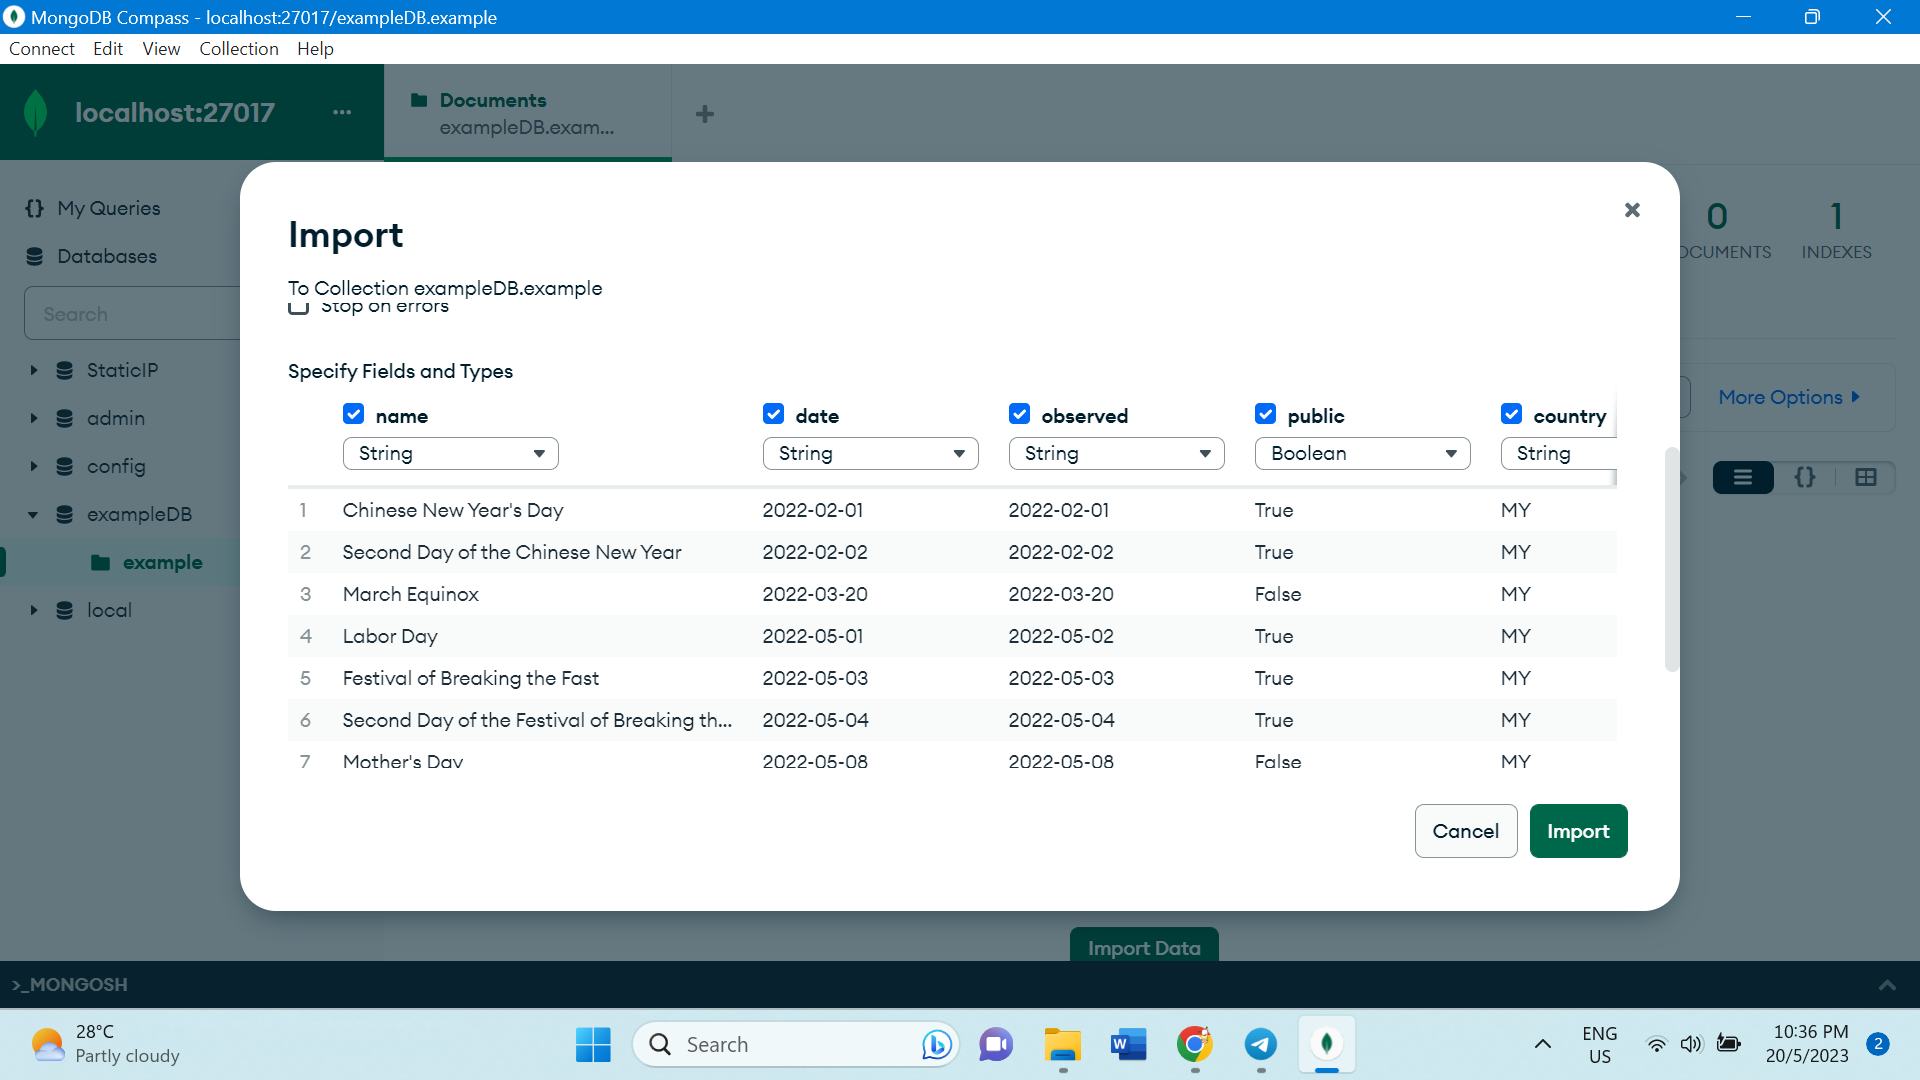 MongoDB Compass - localhost:27017/exampleDB.example
Connect Edit View Collection Help
localhost:27017 ...
Documents
exampleDB.exam...
My Queries
Databases
Search
StaticIP
admin
config
exampleDB
example
local
Import
To Collection exampleDB.example
Stop on errors
Specify Fields and Types
name date observed public country
String String String Boolean String
1 Chinese New Year's Day 2022-02-01 2022-02-01 True MY
2 Second Day of the Chinese New Year 2022-02-02 2022-02-02 True MY
3 March Equinox 2022-03-20 2022-03-20 False MY
4 Labor Day 2022-05-01 2022-05-02 True MY
5 Festival of Breaking the Fast 2022-05-03 2022-05-03 True MY
6 Second Day of the Festival of Breaking th... 2022-05-04 2022-05-04 True MY
7 Mother's Day 2022-05-08 2022-05-08 False MY
Cancel Import
0 1
OCUMENTS INDEXES
More Options
{}
Import Data
>_MONGOSH
28°C
Partly cloudy
Search
ENG
US
10:36 PM
20/5/2023
2